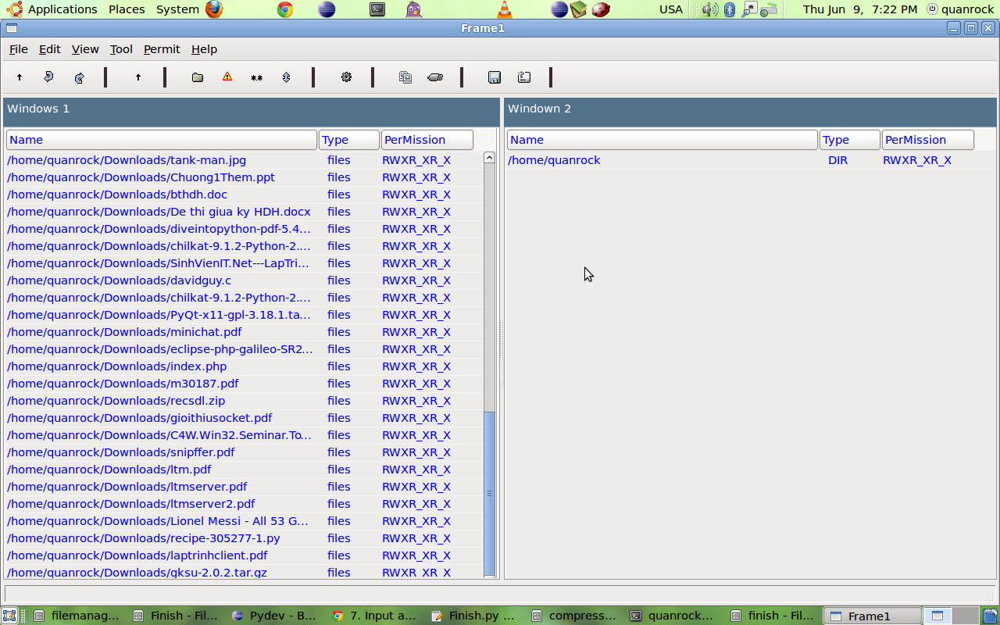 Applications Places System USA Thu Jun 9, 7:22 PM quanrock
Frame1
File Edit View Tool Permit Help
Windows 1
Name Type PerMission
/home/quanrock/Downloads/tank-man.jpg files RWXR_XR_X
/home/quanrock/Downloads/Chuong1Them.ppt files RWXR_XR_X
/home/quanrock/Downloads/bthdh.doc files RWXR_XR_X
/home/quanrock/Downloads/De thi giua ky HDH.docx files RWXR_XR_X
/home/quanrock/Downloads/diveintopython-pdf-5.4... files RWXR_XR_X
/home/quanrock/Downloads/chilkat-9.1.2-Python-2.... files RWXR_XR_X
/home/quanrock/Downloads/SinhVienIT.Net---LapTri... files RWXR_XR_X
/home/quanrock/Downloads/davidguy.c files RWXR_XR_X
/home/quanrock/Downloads/chilkat-9.1.2-Python-2.... files RWXR_XR_X
/home/quanrock/Downloads/PyQt-x11-gpl-3.18.1.ta... files RWXR_XR_X
/home/quanrock/Downloads/minichat.pdf files RWXR_XR_X
/home/quanrock/Downloads/eclipse-php-galileo-SR2... files RWXR_XR_X
/home/quanrock/Downloads/index.php files RWXR_XR_X
/home/quanrock/Downloads/m30187.pdf files RWXR_XR_X
/home/quanrock/Downloads/recsdl.zip files RWXR_XR_X
/home/quanrock/Downloads/gioithiusocket.pdf files RWXR_XR_X
/home/quanrock/Downloads/C4W.Win32.Seminar.To... files RWXR_XR_X
/home/quanrock/Downloads/snipffer.pdf files RWXR_XR_X
/home/quanrock/Downloads/ltm.pdf files RWXR_XR_X
/home/quanrock/Downloads/ltmserver.pdf files RWXR_XR_X
/home/quanrock/Downloads/ltmserver2.pdf files RWXR_XR_X
/home/quanrock/Downloads/Lionel Messi - All 53 G... files RWXR_XR_X
/home/quanrock/Downloads/recipe-305277-1.py files RWXR_XR_X
/home/quanrock/Downloads/laptrinhclient.pdf files RWXR_XR_X
/home/quanrock/Downloads/gksu-2.0.2.tar.gz files RWXR_XR_X
Windown 2
Name Type PerMission
/home/quanrock DIR RWXR_XR_X
filemanag... Finish - Fil... Pydev - B... 7. Input a... Finish.py ... compress... quanrock... finish - Fil... Frame1